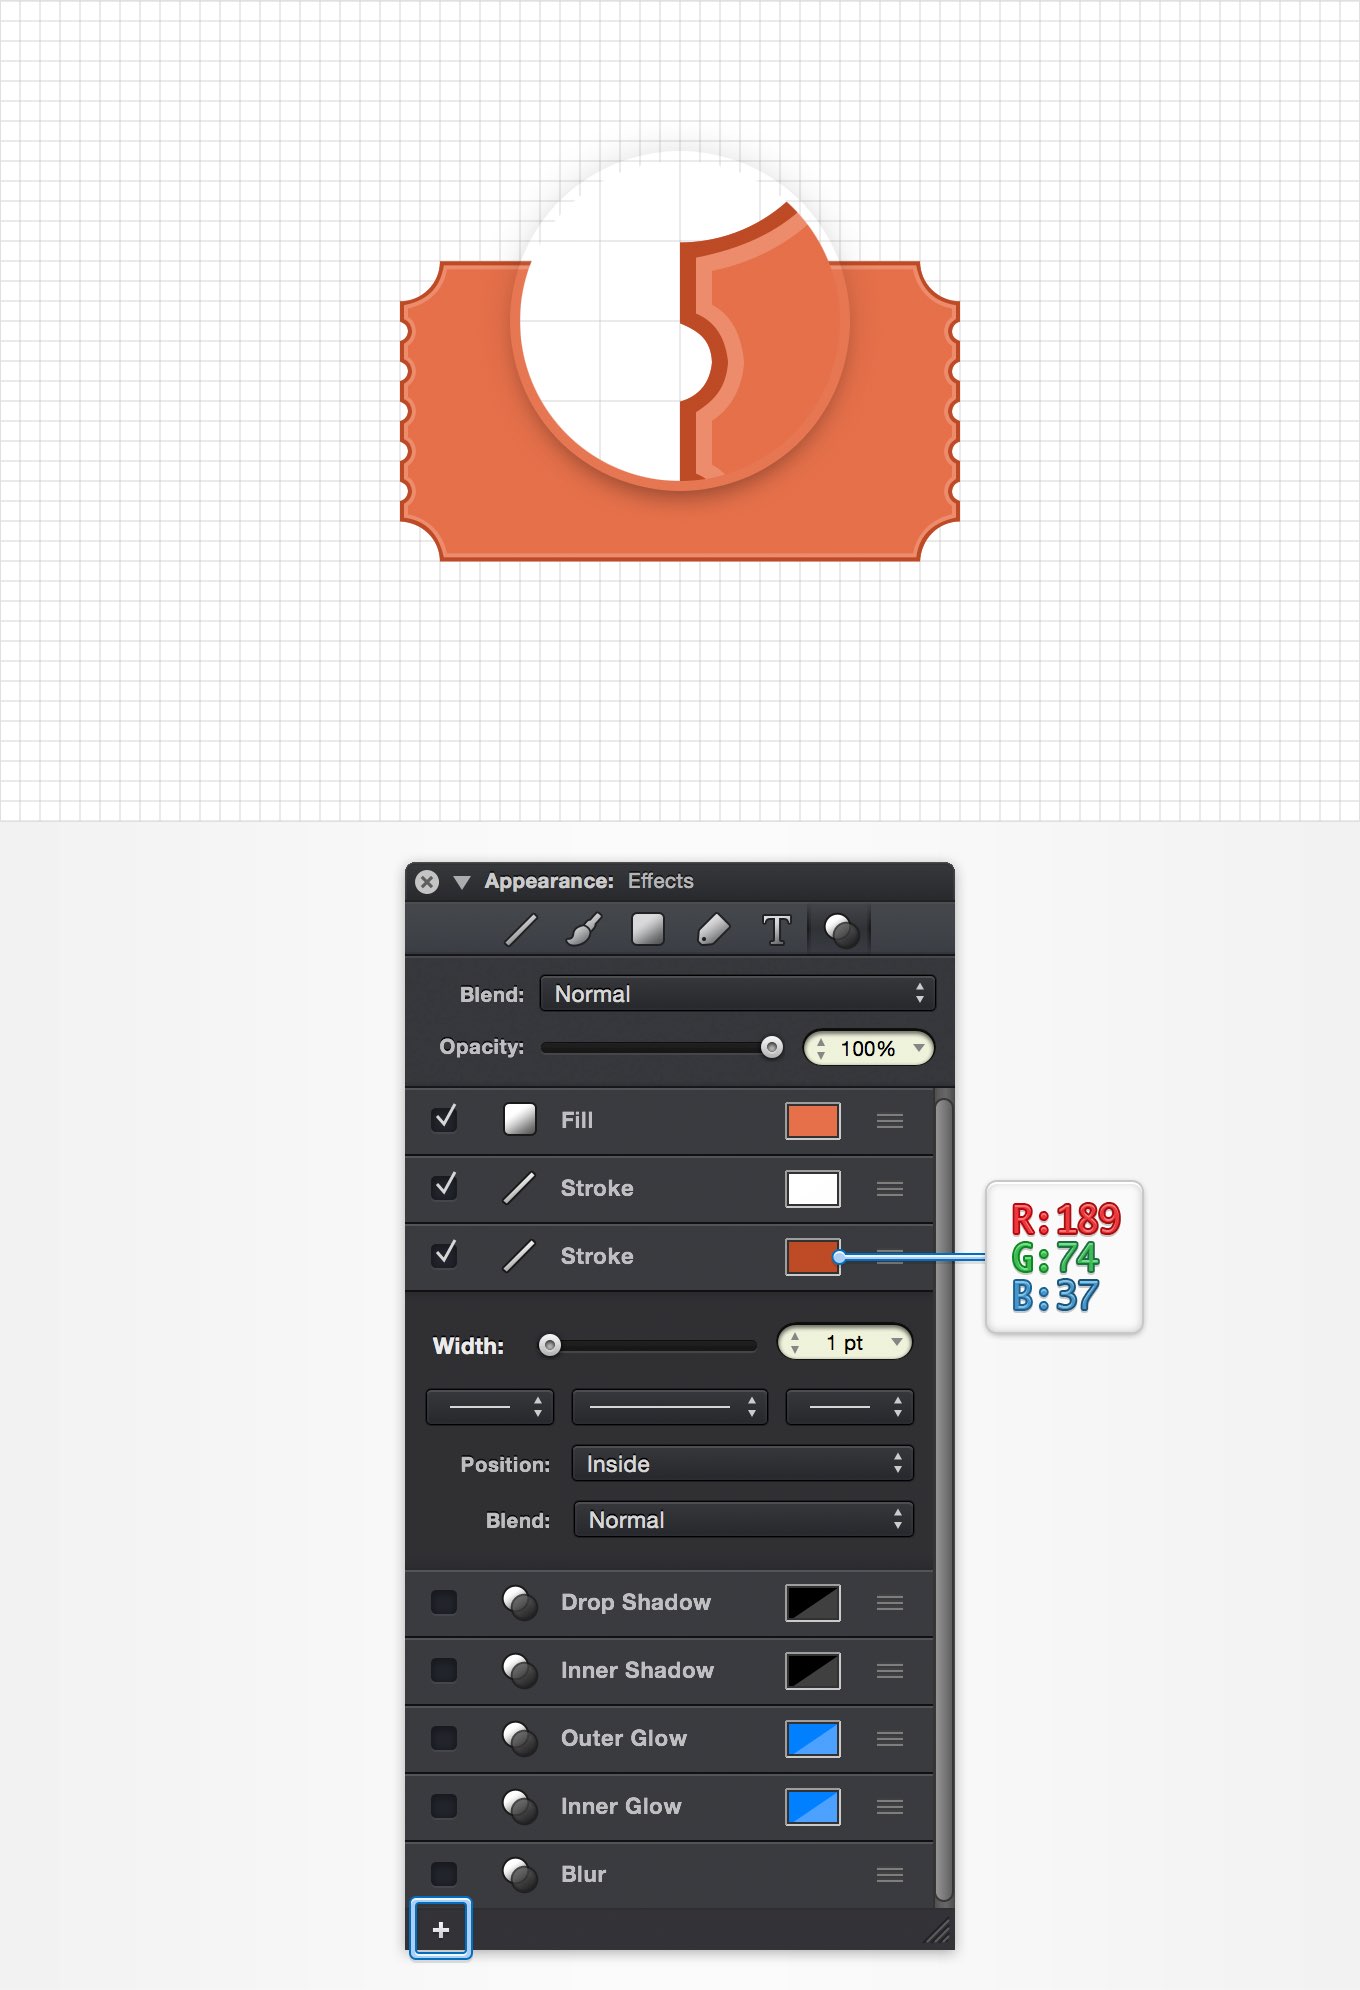 Appearance: Effects
T
Blend: Normal
Opacity: 100%
Fill
Stroke
Stroke
R:189
G:74
B:37
Width: 1 pt
Position: Inside
Blend: Normal
Drop Shadow
Inner Shadow
Outer Glow
Inner Glow
Blur
+